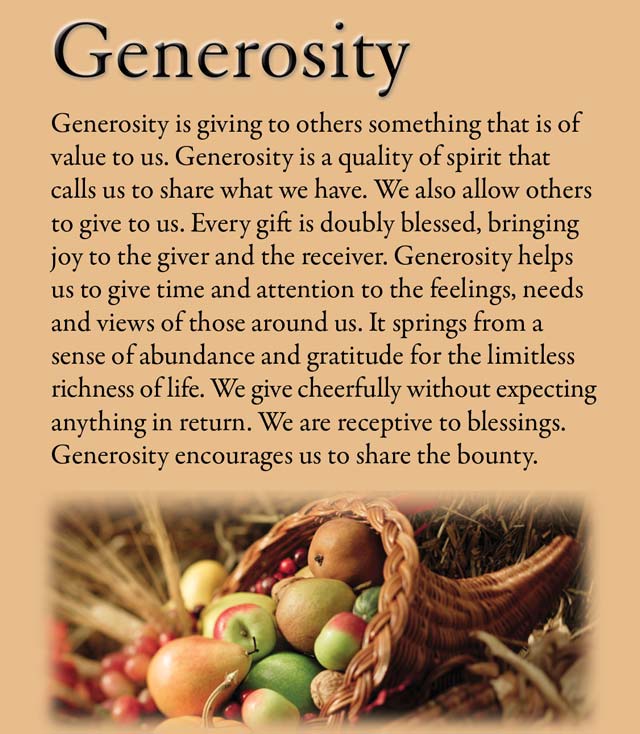 Generosity
Generosity is giving to others something that is of
value to us. Generosity is a quality of spirit that
calls us to share what we have. We also allow others
to give to us. Every gift is doubly blessed, bringing
joy to the giver and the receiver. Generosity helps
us to give time and attention to the feelings, needs
and views of those around us. It springs from a
sense of abundance and gratitude for the limitless
richness of life. We give cheerfully without expecting
anything in return. We are receptive to blessings.
Generosity encourages us to share the bounty.